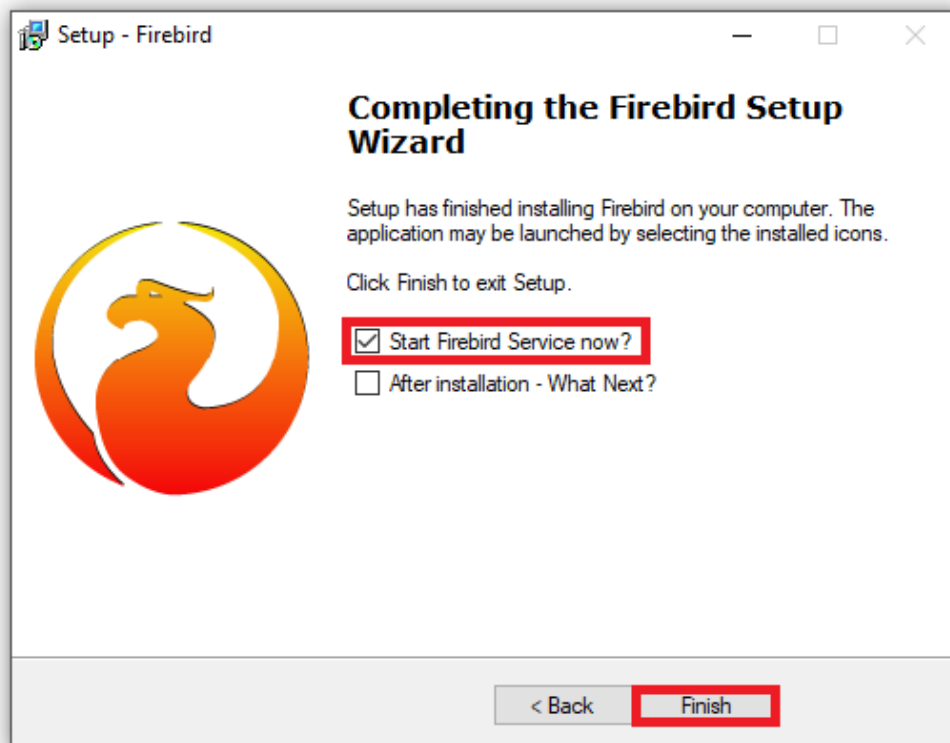 Setup - Firebird
Completing the Firebird Setup
Wizard
Setup has finished installing Firebird on your computer. The
application may be launched by selecting the installed icons.
Click Finish to exit Setup.
Start Firebird Service now?
After installation - What Next?
< Back
Finish